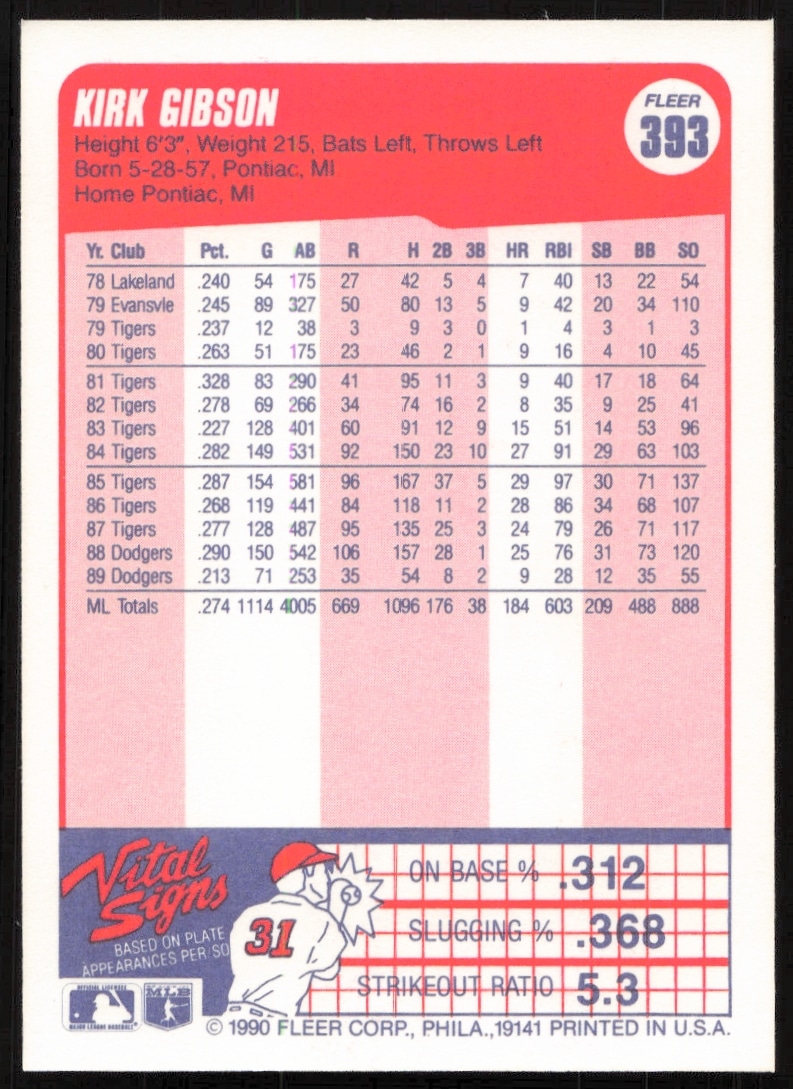 KIRK GIBSON
FLEER
393
Height 6'3", Weight 215, Bats Left, Throws Left
Born 5-28-57, Pontiac, MI
Home Pontiac, MI
Yr. Club Pct. G AB R H 2B 3B HR RBI SB BB SO
78 Lakeland .240 54 175 27 42 5 4 7 40 13 22 54
79 Evansvle .245 89 327 50 80 13 5 9 42 20 34 110
79 Tigers .237 12 38 3 9 3 0 1 4 3 1 3
80 Tigers .263 51 175 23 46 2 1 9 16 4 10 45
81 Tigers .328 83 290 41 95 11 3 9 40 17 18 64
82 Tigers .278 69 266 34 74 16 2 8 35 9 25 41
83 Tigers .227 128 401 60 91 12 9 15 51 14 53 96
84 Tigers .282 149 531 92 150 23 10 27 91 29 63 103
85 Tigers .287 154 581 96 167 37 5 29 97 30 71 137
86 Tigers .268 119 441 84 118 11 2 28 86 34 68 107
87 Tigers .277 128 487 95 135 25 3 24 79 26 71 117
88 Dodgers .290 150 542 106 157 28 1 25 76 31 73 120
89 Dodgers .213 71 253 35 54 8 2 9 28 12 35 55
ML Totals .274 1114 4005 669 1096 176 38 184 603 209 488 888
Vital
Signs
BASED ON PLATE
APPEARANCES PER SO
31
ON BASE % .312
SLUGGING % .368
STRIKEOUT RATIO 5.3
OFFICIAL LICENSEE
MAJOR LEAGUE BASEBALL
MLB
© 1990 FLEER CORP., PHILA., 19141 PRINTED IN U.S.A.